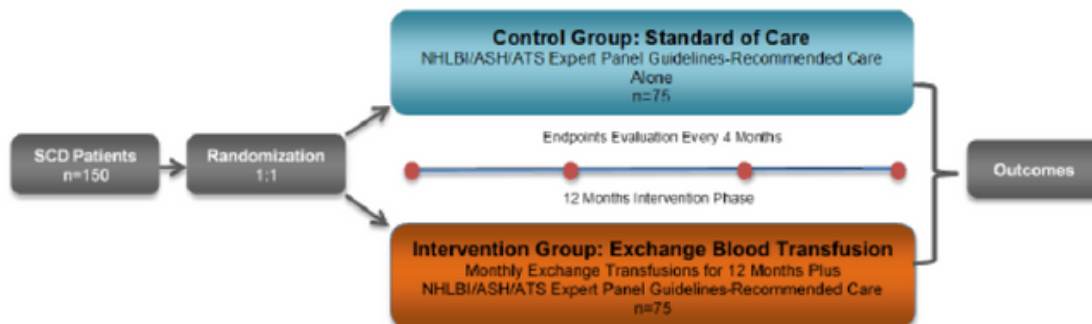 SCD Patients
n=150
Randomization
1:1
Control Group: Standard of Care
NHLBI/ASH/ATS Expert Panel Guidelines-Recommended Care
Alone
n=75
Endpoints Evaluation Every 4 Months
12 Months Intervention Phase
Intervention Group: Exchange Blood Transfusion
Monthly Exchange Transfusions for 12 Months Plus
NHLBI/ASH/ATS Expert Panel Guidelines-Recommended Care
n=75
Outcomes